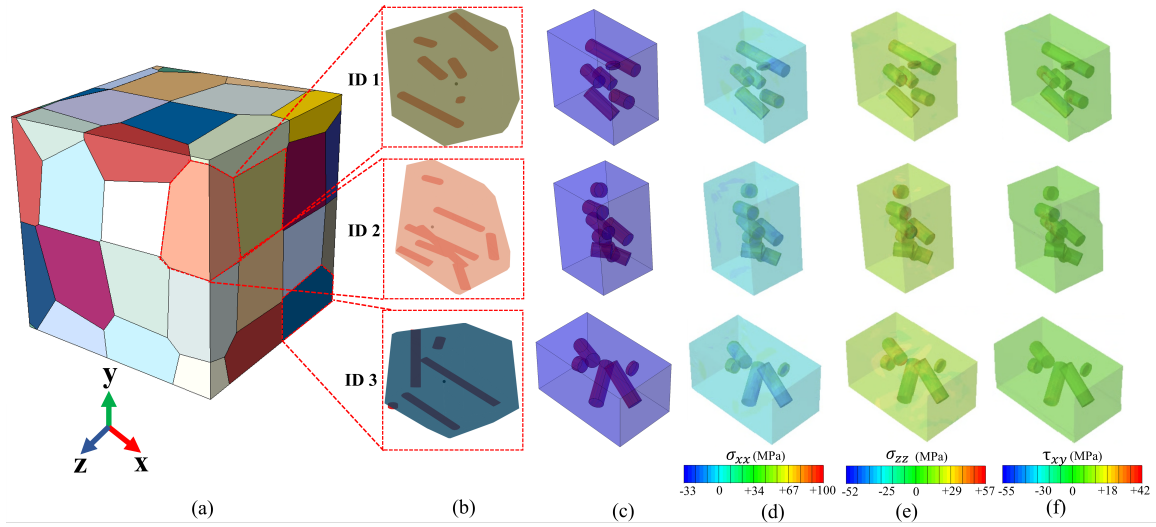 ID 1
ID 2
ID 3
y
z
x
σxx (MPa)
-33 0 +34 +67 +100
σzz (MPa)
-52 -25 0 +29 +57
τxy (MPa)
-55 -30 0 +18 +42
(a) (b) (c) (d) (e) (f)